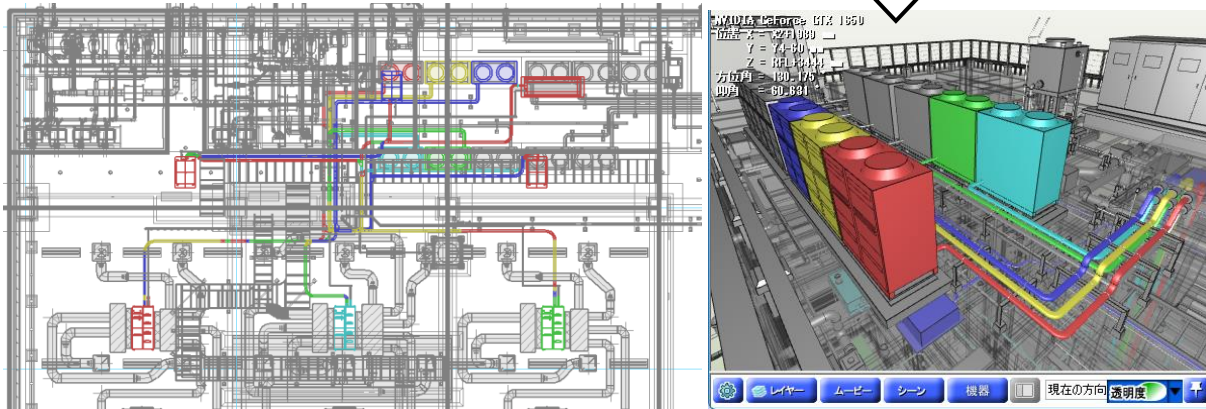 NVIDIA GeForce GTX 1650
位置 X = X2+1980
Y = Y4-60
Z = RFL+3444
方位角 = 130.175
仰角 = 60.631
レイヤー
ムービー
シーン
機器
現在の方向
透明度